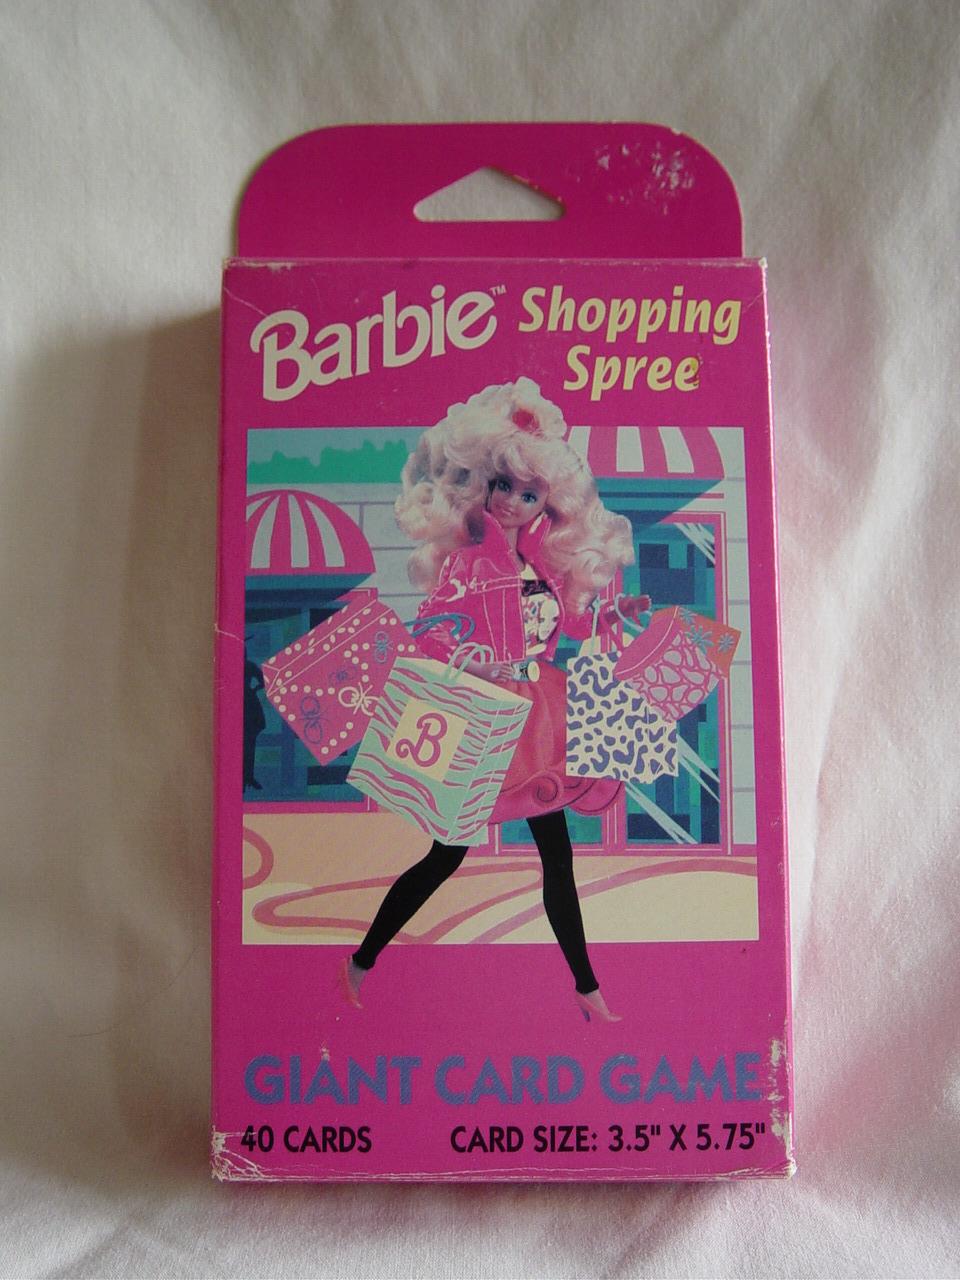 Barbie™ Shopping
Spree
B
GIANT CARD GAME
40 CARDS CARD SIZE: 3.5" X 5.75"